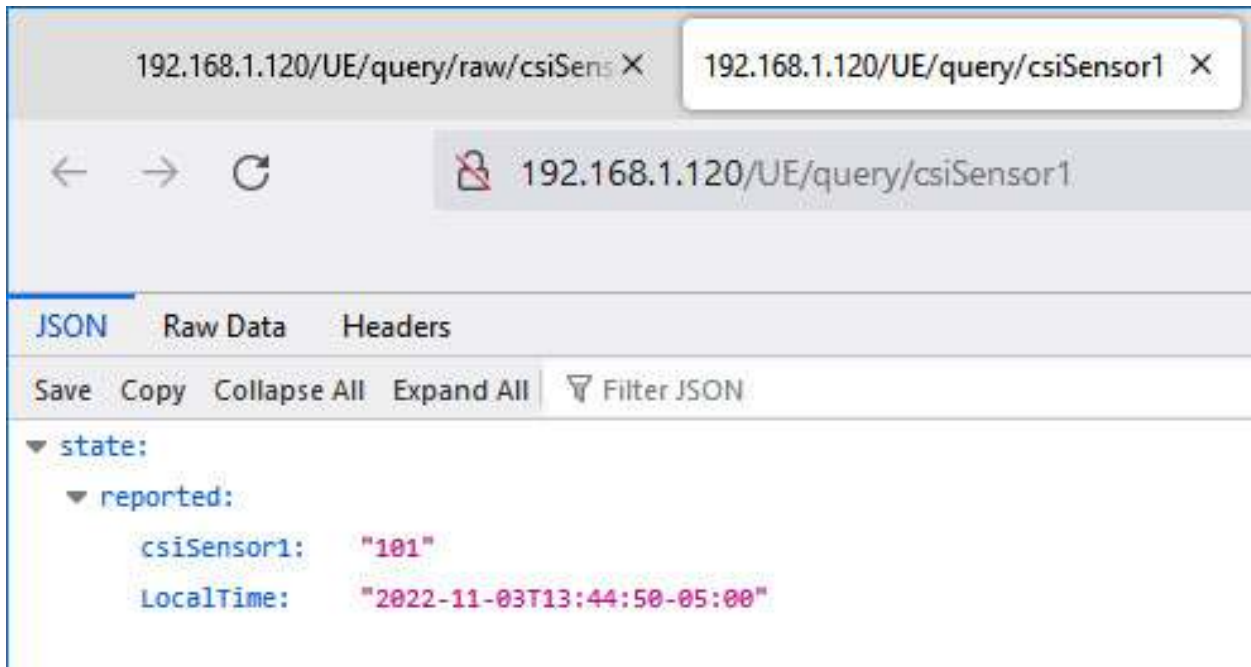 192.168.1.120/UE/query/raw/csiSens 192.168.1.120/UE/query/csiSensor1
192.168.1.120/UE/query/csiSensor1
JSON Raw Data Headers
Save Copy Collapse All Expand All Filter JSON
state:
reported:
csiSensor1: "101"
LocalTime: "2022-11-03T13:44:50-05:00"